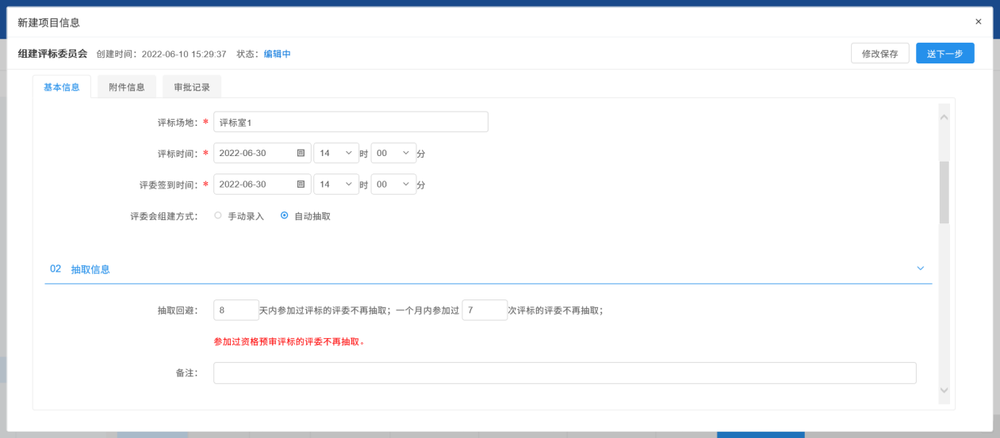 新建项目信息 ×
组建评标委员会 创建时间：2022-06-10 15:29:37 状态：编辑中 修改保存 送下一步
基本信息 附件信息 审批记录
评标场地：* 评标室1
评标时间：* 2022-06-30 14 时 00 分
评委签到时间：* 2022-06-30 14 时 00 分
评委会组建方式： 手动录入 自动抽取
02 抽取信息
抽取回避： 8 天内参加过评标的评委不再抽取；一个月内参加过 7 次评标的评委不再抽取；
参加过资格预审评标的评委不再抽取。
备注：